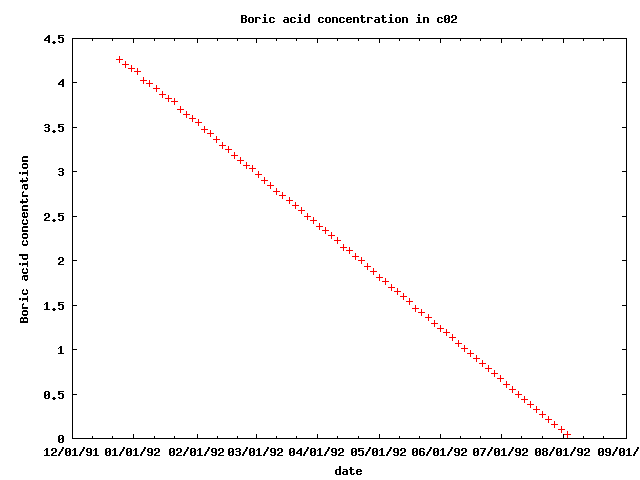 Boric acid concentration in c02
4.5
4
3.5
3
2.5
2
1.5
1
0.5
0
Boric acid concentration
12/01/91 01/01/92 02/01/92 03/01/92 04/01/92 05/01/92 06/01/92 07/01/92 08/01/92 09/01/
date